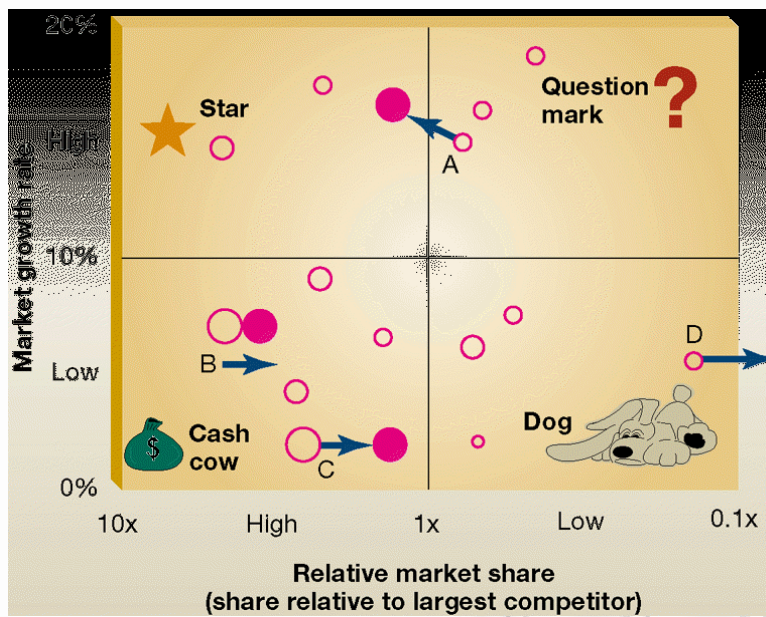 20%
Star
Question
mark
?
High
A
Market growth rate
10%
D
B
Low
$
Cash
cow
C
Dog
0%
10x
High
1x
Low
0.1x
Relative market share
(share relative to largest competitor)